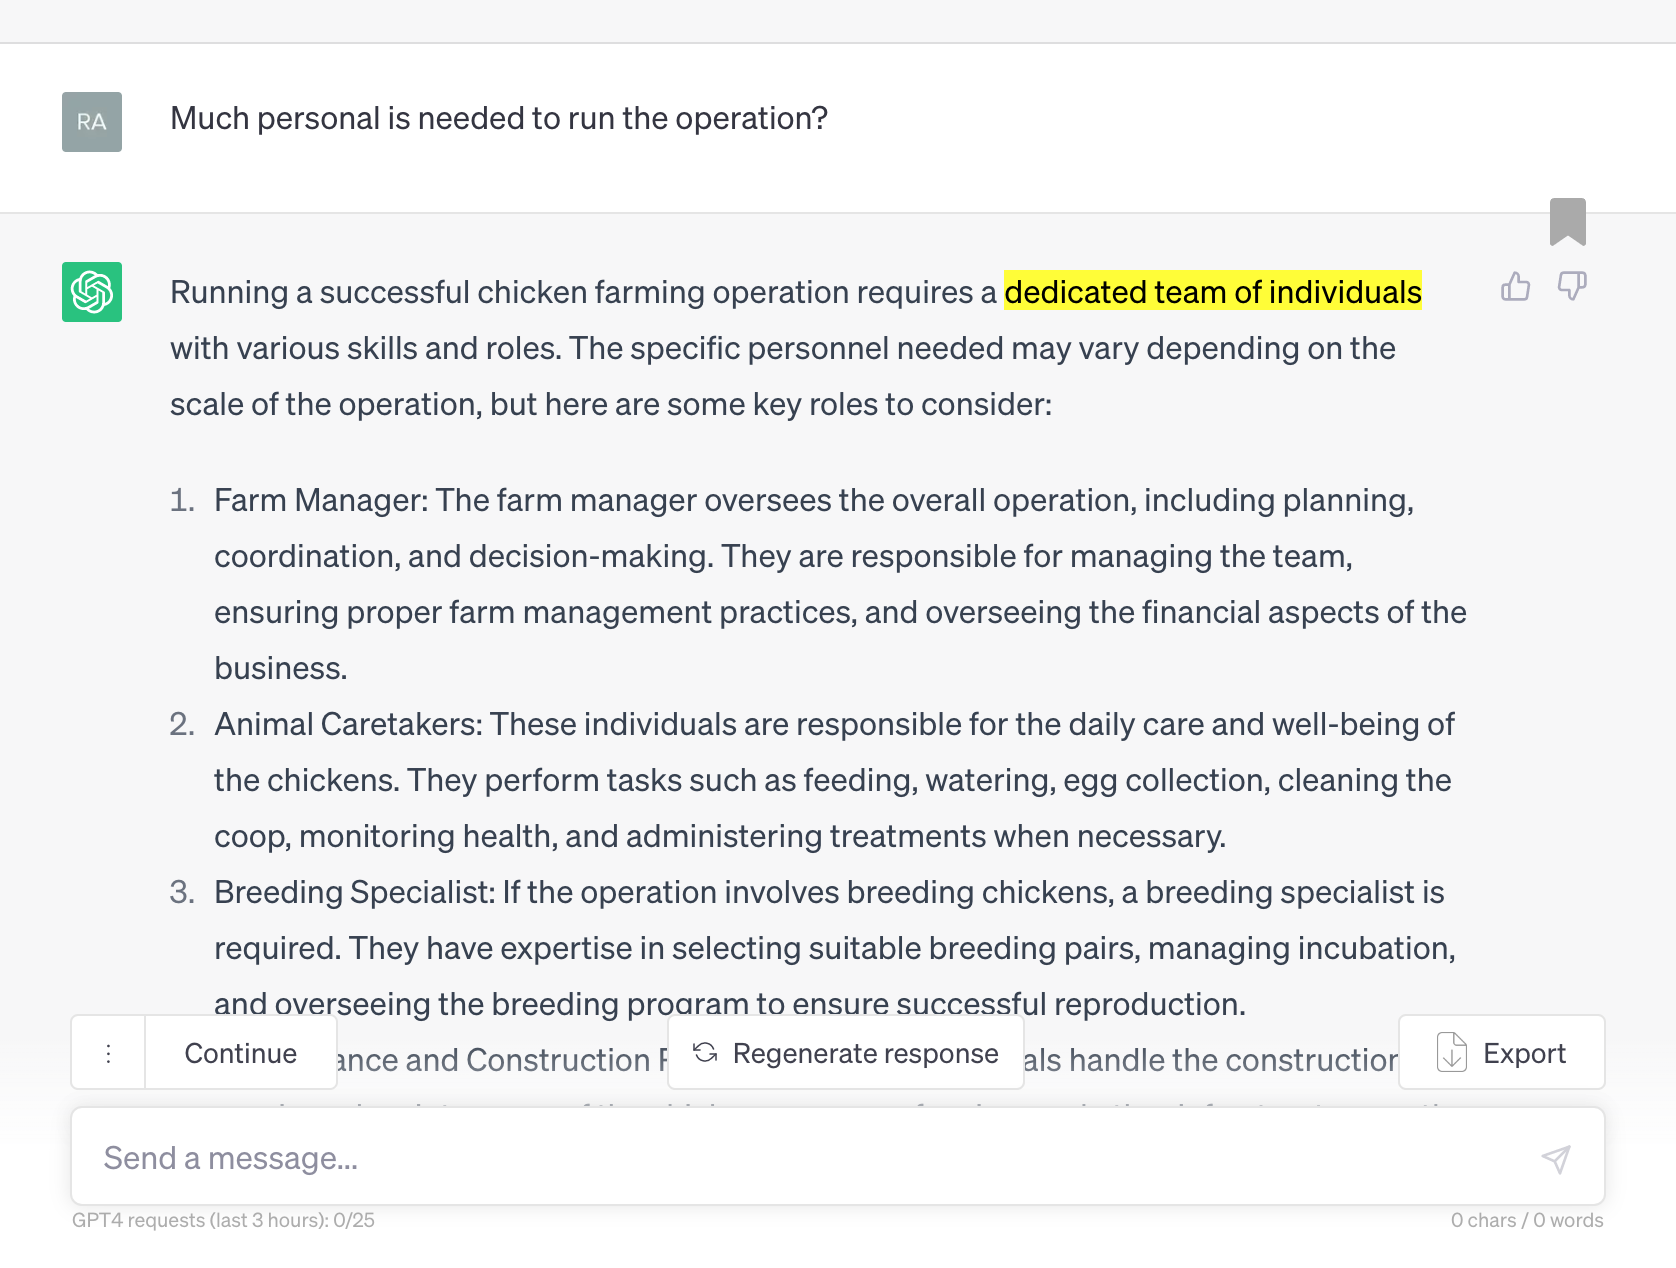 RA
Much personal is needed to run the operation?
Running a successful chicken farming operation requires a dedicated team of individuals
with various skills and roles. The specific personnel needed may vary depending on the
scale of the operation, but here are some key roles to consider:
1. Farm Manager: The farm manager oversees the overall operation, including planning,
coordination, and decision-making. They are responsible for managing the team,
ensuring proper farm management practices, and overseeing the financial aspects of the
business.
2. Animal Caretakers: These individuals are responsible for the daily care and well-being of
the chickens. They perform tasks such as feeding, watering, egg collection, cleaning the
coop, monitoring health, and administering treatments when necessary.
3. Breeding Specialist: If the operation involves breeding chickens, a breeding specialist is
required. They have expertise in selecting suitable breeding pairs, managing incubation,
and overseeing the breeding program to ensure successful reproduction.
and Construction handle the construction
Continue
Regenerate response
Export
Send a message...
GPT4 requests (last 3 hours): 0/25
0 chars / 0 words